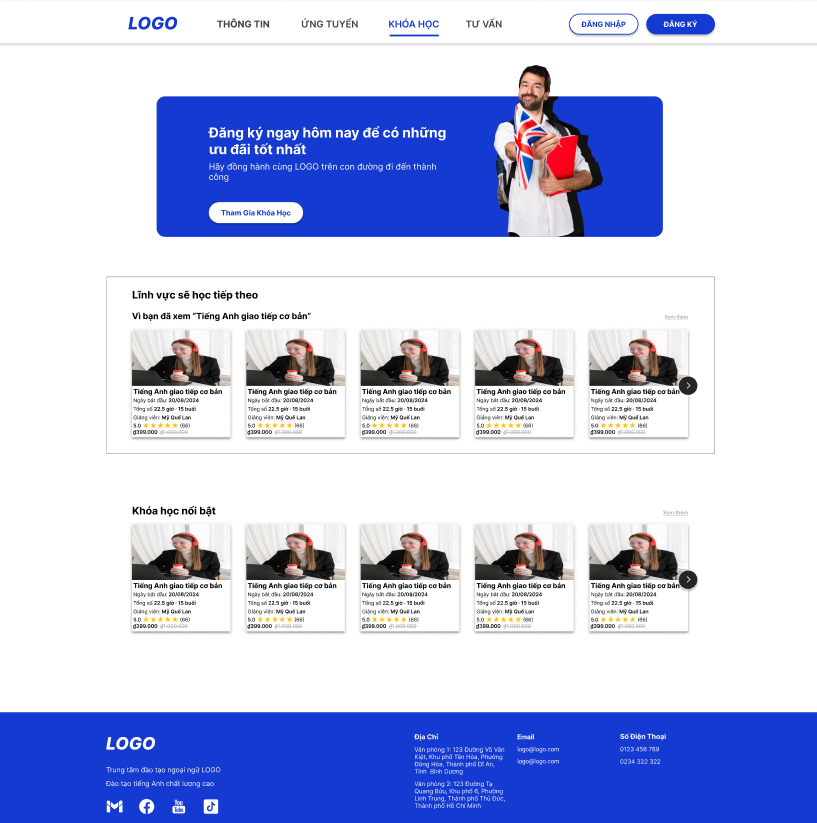 LOGO
THÔNG TIN
ỨNG TUYỂN
KHÓA HỌC
TƯ VẤN
ĐĂNG NHẬP
ĐĂNG KÝ
Đăng ký ngay hôm nay để có những
ưu đãi tốt nhất
Hãy đồng hành cùng LOGO trên con đường đi đến thành
công
Tham Gia Khóa Học
Lĩnh vực sẽ học tiếp theo
Vì bạn đã xem "Tiếng Anh giao tiếp cơ bản"
Xem thêm
Tiếng Anh giao tiếp cơ bản
Ngày bắt đầu: 20/08/2024
Tổng số 22.5 giờ · 15 buổi
Giảng viên: Mỹ Quế Lan
5.0 ★★★★★ (66)
₫399.000 ₫1.000.000
Tiếng Anh giao tiếp cơ bản
Ngày bắt đầu: 20/08/2024
Tổng số 22.5 giờ · 15 buổi
Giảng viên: Mỹ Quế Lan
5.0 ★★★★★ (66)
₫399.000 ₫1.000.000
Tiếng Anh giao tiếp cơ bản
Ngày bắt đầu: 20/08/2024
Tổng số 22.5 giờ · 15 buổi
Giảng viên: Mỹ Quế Lan
5.0 ★★★★★ (66)
₫399.000 ₫1.000.000
Tiếng Anh giao tiếp cơ bản
Ngày bắt đầu: 20/08/2024
Tổng số 22.5 giờ · 15 buổi
Giảng viên: Mỹ Quế Lan
5.0 ★★★★★ (66)
₫399.000 ₫1.000.000
Tiếng Anh giao tiếp cơ bản
Ngày bắt đầu: 20/08/2024
Tổng số 22.5 giờ · 15 buổi
Giảng viên: Mỹ Quế Lan
5.0 ★★★★★ (66)
₫399.000 ₫1.000.000
Khóa học nổi bật
Xem thêm
Tiếng Anh giao tiếp cơ bản
Ngày bắt đầu: 20/08/2024
Tổng số 22.5 giờ · 15 buổi
Giảng viên: Mỹ Quế Lan
5.0 ★★★★★ (66)
₫399.000 ₫1.000.000
Tiếng Anh giao tiếp cơ bản
Ngày bắt đầu: 20/08/2024
Tổng số 22.5 giờ · 15 buổi
Giảng viên: Mỹ Quế Lan
5.0 ★★★★★ (66)
₫399.000 ₫1.000.000
Tiếng Anh giao tiếp cơ bản
Ngày bắt đầu: 20/08/2024
Tổng số 22.5 giờ · 15 buổi
Giảng viên: Mỹ Quế Lan
5.0 ★★★★★ (66)
₫399.000 ₫1.000.000
Tiếng Anh giao tiếp cơ bản
Ngày bắt đầu: 20/08/2024
Tổng số 22.5 giờ · 15 buổi
Giảng viên: Mỹ Quế Lan
5.0 ★★★★★ (66)
₫399.000 ₫1.000.000
Tiếng Anh giao tiếp cơ bản
Ngày bắt đầu: 20/08/2024
Tổng số 22.5 giờ · 15 buổi
Giảng viên: Mỹ Quế Lan
5.0 ★★★★★ (66)
₫399.000 ₫1.000.000
LOGO
Trung tâm đào tạo ngoại ngữ LOGO
Đào tạo tiếng Anh chất lượng cao
You
Tube
Địa Chỉ
Văn phòng 1: 123 Đường Võ Văn
Kiệt, Khu phố Tân Hòa, Phường
Đông Hòa, Thành phố Dĩ An,
Tỉnh Bình Dương
Văn phòng 2: 123 Đường Tạ
Quang Bửu, Khu phố 6, Phường
Linh Trung, Thành phố Thủ Đức,
Thành phố Hồ Chí Minh
Email
logo@logo.com
logo@logo.com
Số Điện Thoại
0123 456 789
0234 322 322